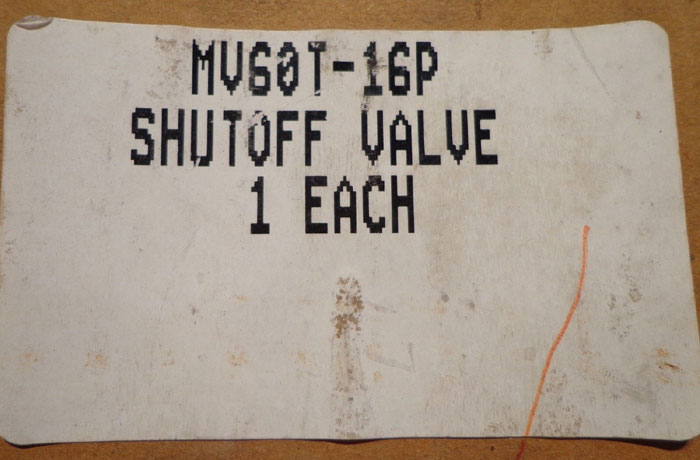 MV60T-16P
SHUTOFF VALVE
1 EACH